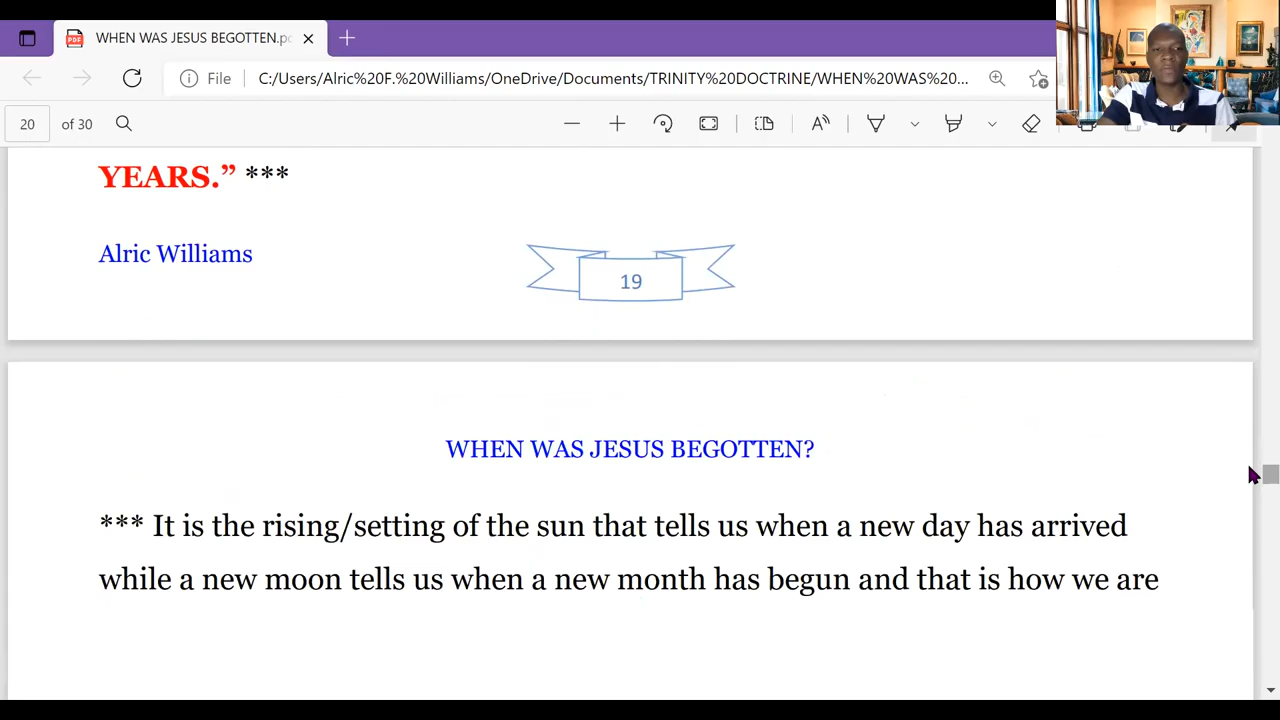 WHEN WAS JESUS BEGOTTEN.pd
File C:/Users/Alric%20F.%20Williams/OneDrive/Documents/TRINITY%20DOCTRINE/WHEN%20WAS%20...
20 of 30
YEARS.” ***
Alric Williams
19
WHEN WAS JESUS BEGOTTEN?
*** It is the rising/setting of the sun that tells us when a new day has arrived
while a new moon tells us when a new month has begun and that is how we are